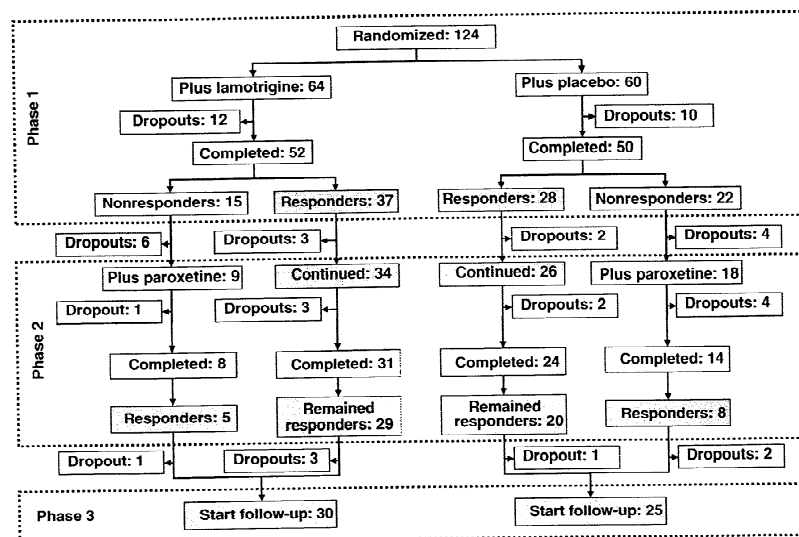 Randomized: 124
Phase 1
Plus lamotrigine: 64
Plus placebo: 60
Dropouts: 12
Dropouts: 10
Completed: 52
Completed: 50
Nonresponders: 15
Responders: 37
Responders: 28
Nonresponders: 22
Dropouts: 6
Dropouts: 3
Dropouts: 2
Dropouts: 4
Phase 2
Plus paroxetine: 9
Continued: 34
Continued: 26
Plus paroxetine: 18
Dropout: 1
Dropouts: 3
Dropouts: 2
Dropouts: 4
Completed: 8
Completed: 31
Completed: 24
Completed: 14
Responders: 5
Remained
responders: 29
Remained
responders: 20
Responders: 8
Dropout: 1
Dropouts: 3
Dropout: 1
Dropouts: 2
Phase 3
Start follow-up: 30
Start follow-up: 25